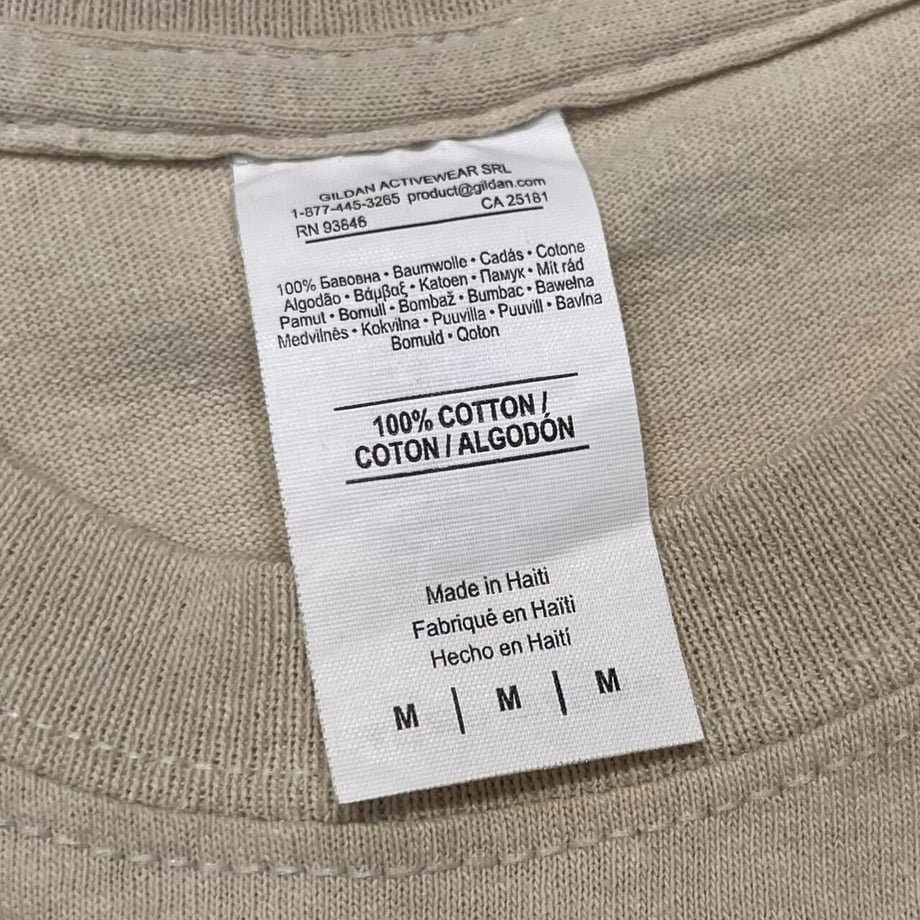 GILDAN ACTIVEWEAR SRL
1-877-445-3265 product@gildan.com
RN 93846 CA 25181
100% Бавовна • Baumwolle • Cadás • Cotone
Algodão • Βάμβαξ • Katoen • Памук • Mit rád
Pamut • Bomull • Bombaž • Bumbac • Bawełna
Medvilnės • Kokvilna • Puuvilla • Puuvill • Bavlna
Bomuld • Qoton
100% COTTON /
COTON / ALGODÓN
Made in Haiti
Fabriqué en Haïti
Hecho en Haití
M | M | M